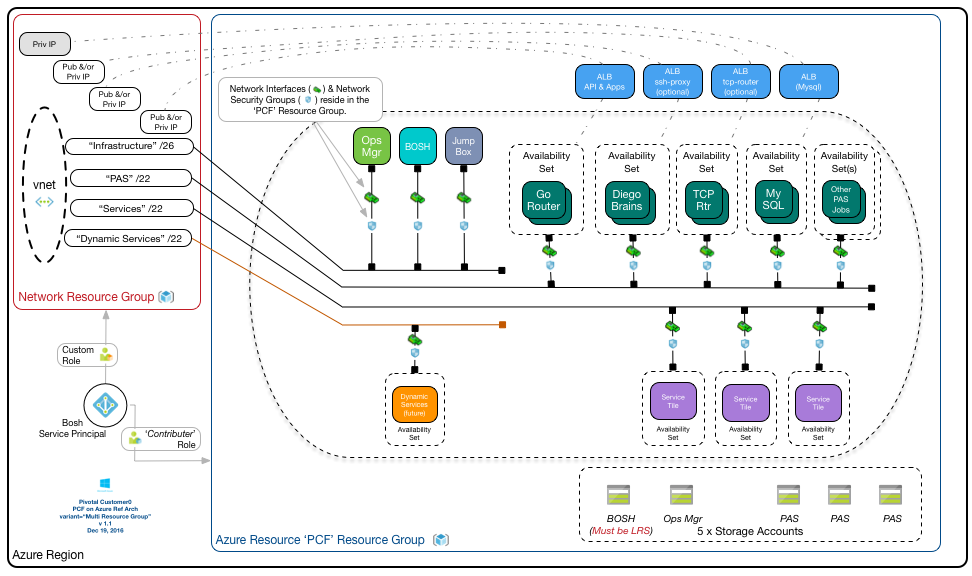 Priv IP
Pub &/or
Priv IP
Pub &/or
Priv IP
Pub &/or
Priv IP
vnet
"Infrastructure" /26
"PAS" /22
"Services" /22
"Dynamic Services" /22
Network Resource Group
Custom
Role
Bosh
Service Principal
'Contributer'
Role
Pivotal Customer0
PCF on Azure Ref Arch
variant="Multi Resource Group"
v 1.1
Dec 19, 2016
Azure Region
Network Interfaces ( ) & Network
Security Groups ( ) reside in the
'PCF' Resource Group.
ALB
API & Apps
ALB
ssh-proxy
(optional)
ALB
tcp-router
(optional)
ALB
(Mysql)
Ops
Mgr
BOSH
Jump
Box
Availability
Set
Go
Router
Availability
Set
Diego
Brains
Availability
Set
TCP
Rtr
Availability
Set
My
SQL
Availability
Set(s)
Other
PAS
Jobs
Dynamic
Services
(future)
Availability
Set
Service
Tile
Availability
Set
Service
Tile
Availability
Set
Service
Tile
Availability
Set
BOSH
(Must be LRS)
Ops Mgr
PAS
PAS
PAS
5 x Storage Accounts
Azure Resource 'PCF' Resource Group